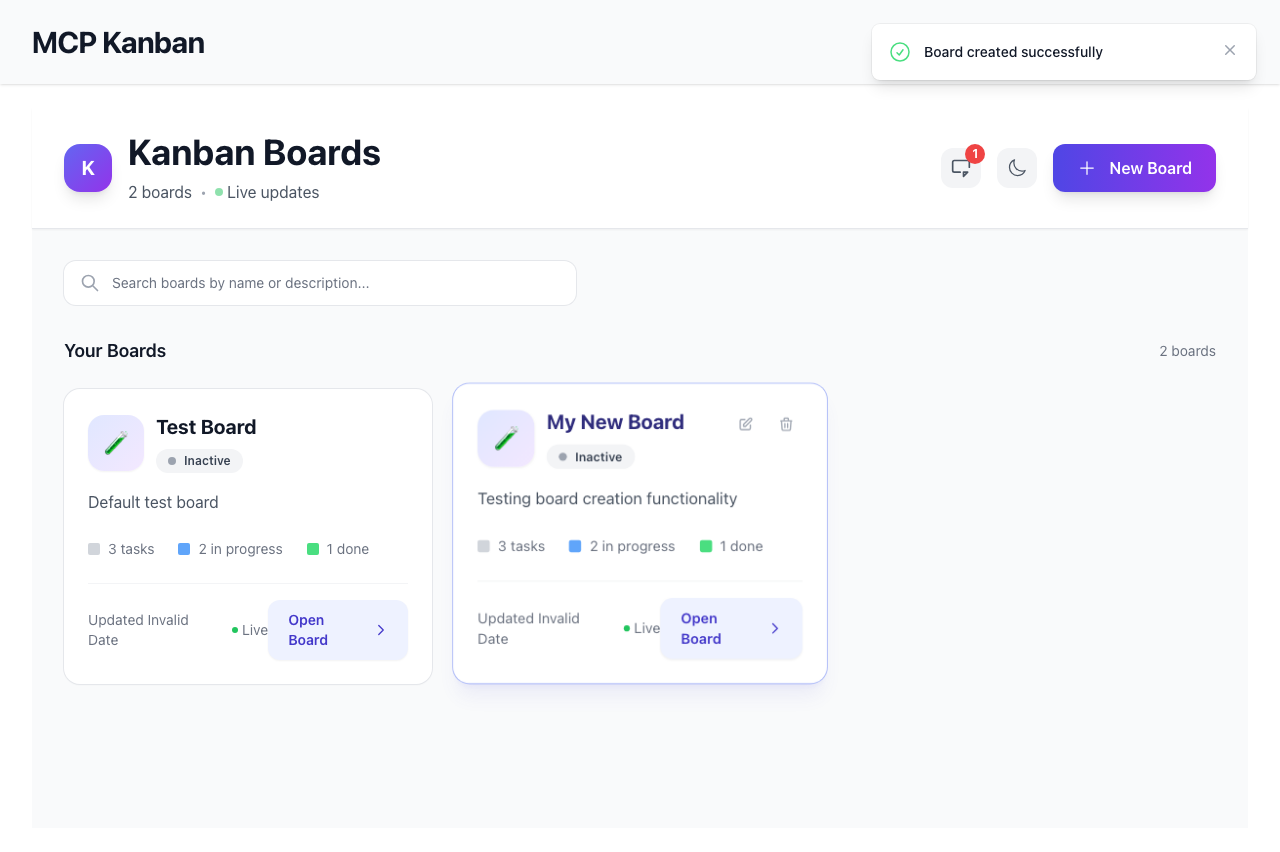 MCP Kanban
Board created successfully
K
Kanban Boards
2 boards • Live updates
1
New Board
Search boards by name or description...
Your Boards
2 boards
Test Board
Inactive
Default test board
3 tasks
2 in progress
1 done
Updated Invalid
Date
Live
Open
Board
My New Board
Inactive
Testing board creation functionality
3 tasks
2 in progress
1 done
Updated Invalid
Date
Live
Open
Board